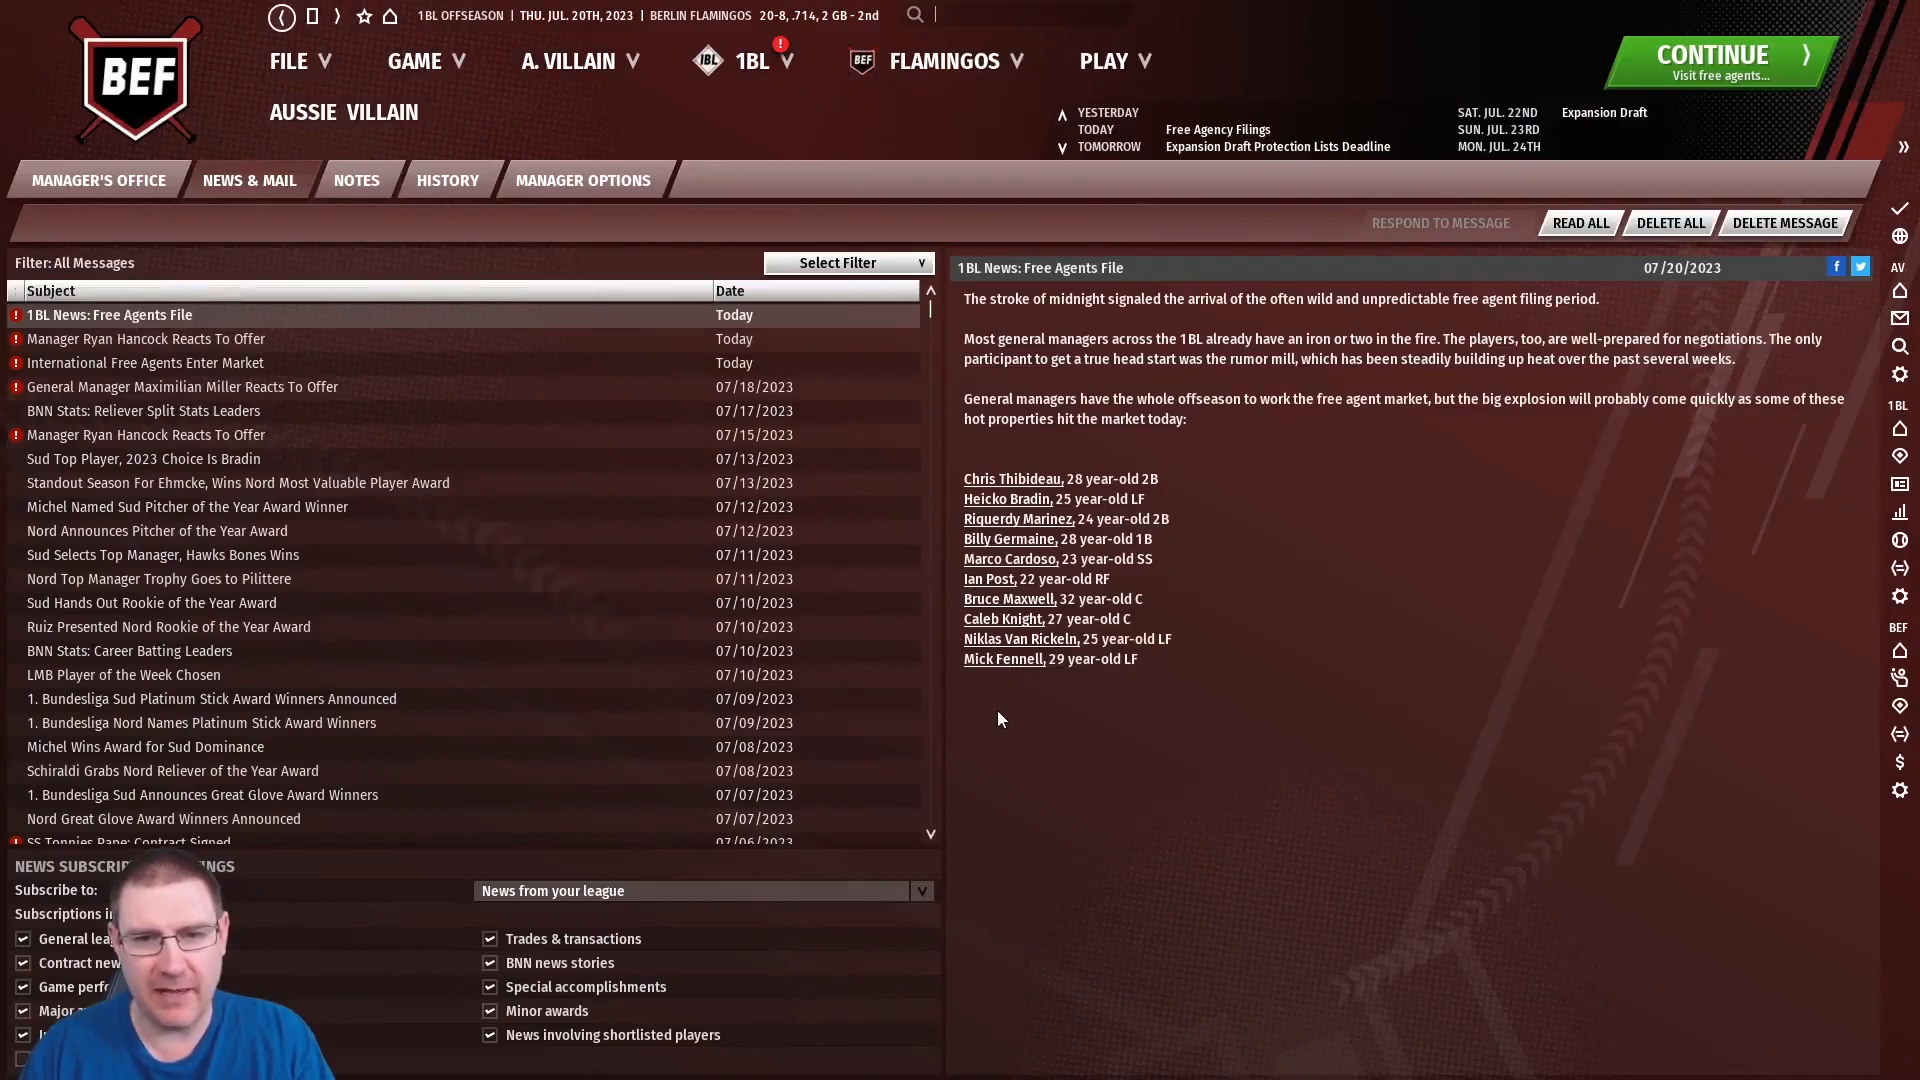 1BL OFFSEASON | THU. JUL. 20TH, 2023 | BERLIN FLAMINGOS 20-8, .714, 2 GB - 2nd
BEF
FILE GAME A. VILLAIN 1BL 1BL ! BEF FLAMINGOS PLAY
CONTINUE
Visit free agents...
AUSSIE VILLAIN
YESTERDAY
TODAY Free Agency Filings
TOMORROW Expansion Draft Protection Lists Deadline
SAT. JUL. 22ND Expansion Draft
SUN. JUL. 23RD
MON. JUL. 24TH
MANAGER'S OFFICE NEWS & MAIL NOTES HISTORY MANAGER OPTIONS
RESPOND TO MESSAGE READ ALL DELETE ALL DELETE MESSAGE
Filter: All Messages Select Filter
Subject Date
! 1BL News: Free Agents File Today
! Manager Ryan Hancock Reacts To Offer Today
! International Free Agents Enter Market Today
! General Manager Maximilian Miller Reacts To Offer 07/18/2023
BNN Stats: Reliever Split Stats Leaders 07/17/2023
! Manager Ryan Hancock Reacts To Offer 07/15/2023
Sud Top Player, 2023 Choice Is Bradin 07/13/2023
Standout Season For Ehmcke, Wins Nord Most Valuable Player Award 07/13/2023
Michel Named Sud Pitcher of the Year Award Winner 07/12/2023
Nord Announces Pitcher of the Year Award 07/12/2023
Sud Selects Top Manager, Hawks Bones Wins 07/11/2023
Nord Top Manager Trophy Goes to Pilittere 07/11/2023
Sud Hands Out Rookie of the Year Award 07/10/2023
Ruiz Presented Nord Rookie of the Year Award 07/10/2023
BNN Stats: Career Batting Leaders 07/10/2023
LMB Player of the Week Chosen 07/10/2023
1. Bundesliga Sud Platinum Stick Award Winners Announced 07/09/2023
1. Bundesliga Nord Names Platinum Stick Award Winners 07/09/2023
Michel Wins Award for Sud Dominance 07/08/2023
Schiraldi Grabs Nord Reliever of the Year Award 07/08/2023
1. Bundesliga Sud Announces Great Glove Award Winners 07/07/2023
Nord Great Glove Award Winners Announced 07/07/2023
! SS Tonnies Pape: Contract Signed 07/06/2023
1BL News: Free Agents File 07/20/2023
The stroke of midnight signaled the arrival of the often wild and unpredictable free agent filing period.
Most general managers across the 1BL already have an iron or two in the fire. The players, too, are well-prepared for negotiations. The only
participant to get a true head start was the rumor mill, which has been steadily building up heat over the past several weeks.
General managers have the whole offseason to work the free agent market, but the big explosion will probably come quickly as some of these
hot properties hit the market today:
Chris Thibideau, 28 year-old 2B
Heicko Bradin, 25 year-old LF
Riquerdy Marinez, 24 year-old 2B
Billy Germaine, 28 year-old 1B
Marco Cardoso, 23 year-old SS
Ian Post, 22 year-old RF
Bruce Maxwell, 32 year-old C
Caleb Knight, 27 year-old C
Niklas Van Rickeln, 25 year-old LF
Mick Fennell, 29 year-old LF
NEWS SUBSCRIP NGS
Subscribe to: News from your league
Subscriptions i
General lea Trades & transactions
Contract new BNN news stories
Game perfo Special accomplishments
Major a Minor awards
News involving shortlisted players
AV
1BL
BEF